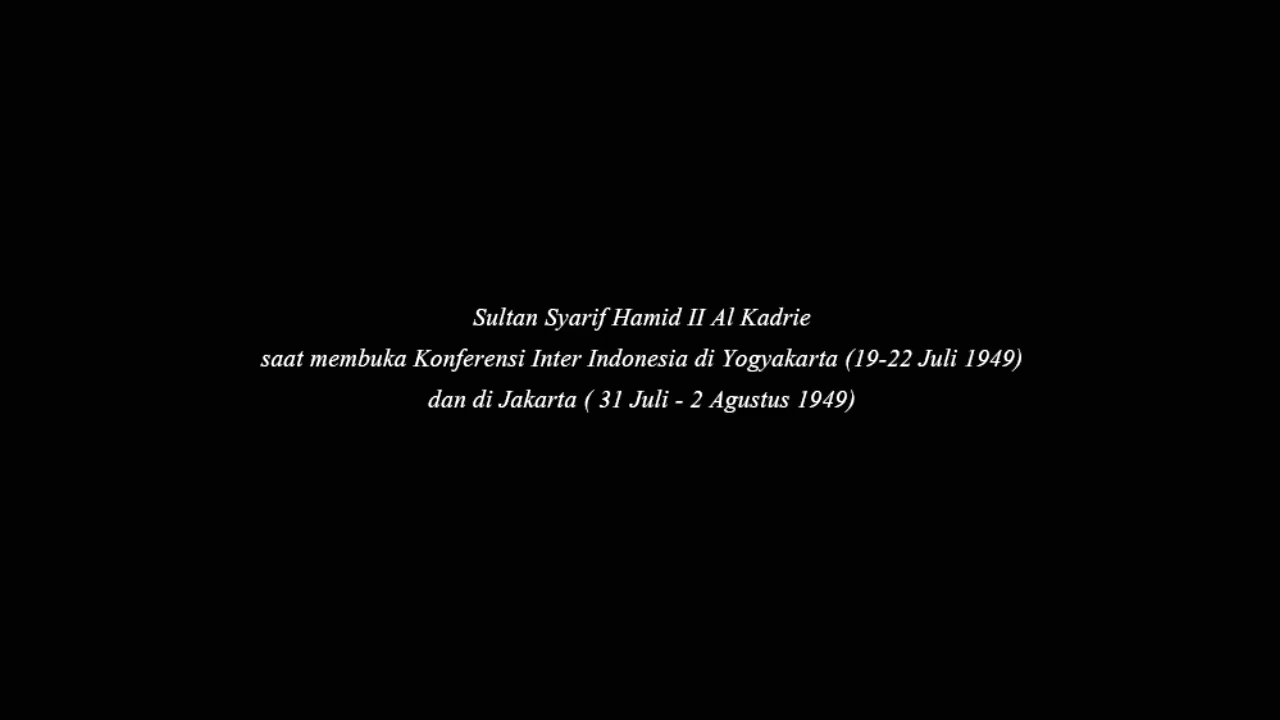 Sultan Syarif Hamid II Al Kadrie
saat membuka Konferensi Inter Indonesia di Yogyakarta (19-22 Juli 1949)
dan di Jakarta ( 31 Juli - 2 Agustus 1949)